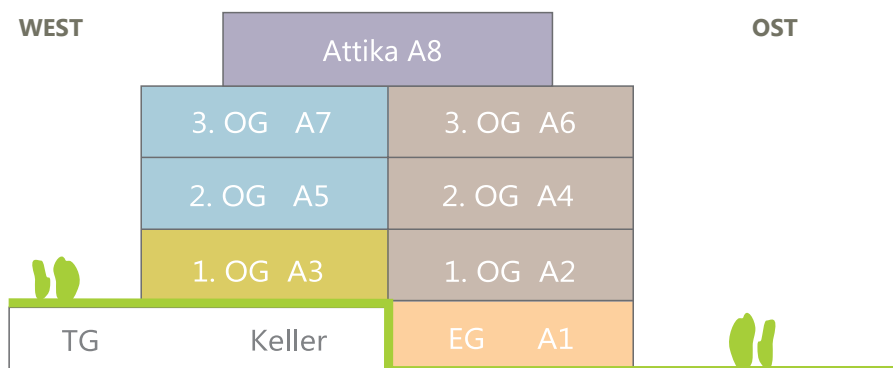 WEST OST
Attika A8
3. OG A7 3. OG A6
2. OG A5 2. OG A4
1. OG A3 1. OG A2
TG Keller EG A1